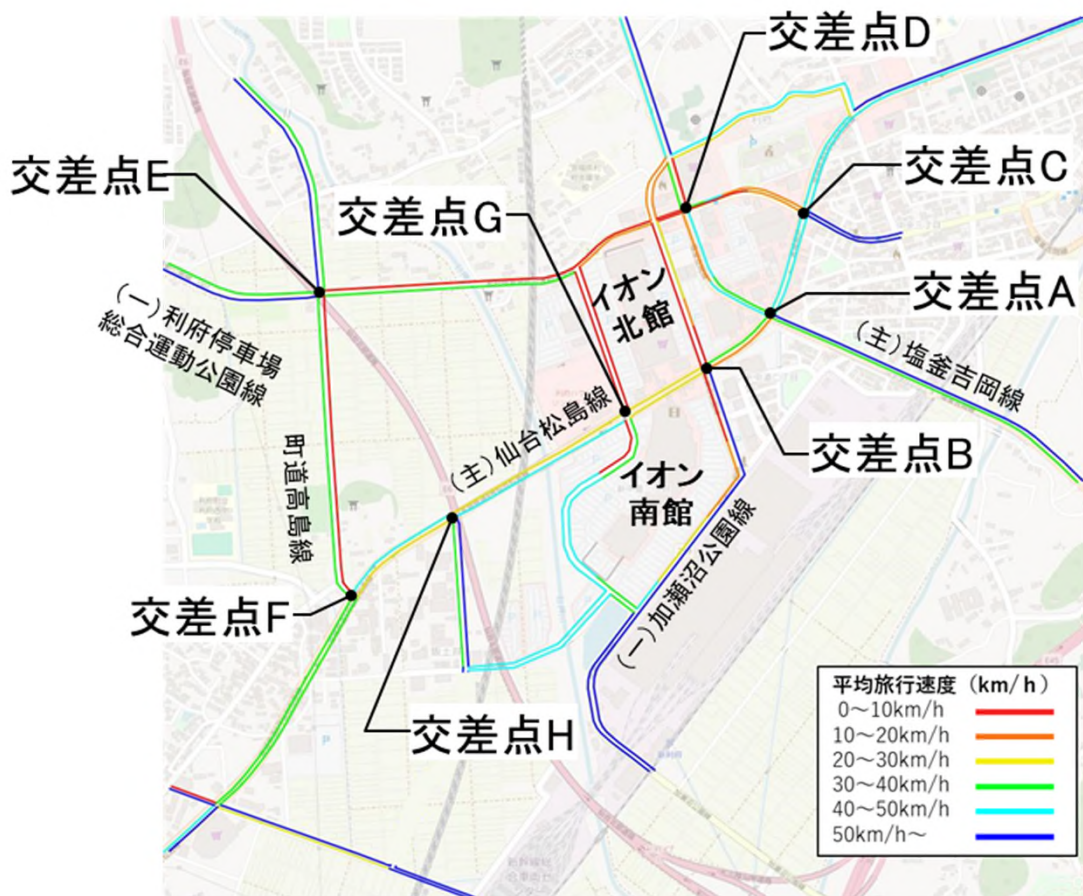 交差点D
交差点C
交差点E
交差点G
イオン
北館
交差点A
(一)利府停車場
総合運動公園線
(主)塩釜吉岡線
(主)仙台松島線
交差点B
イオン
南館
町道高島線
(一)加瀬沼公園線
交差点F
交差点H
平均旅行速度 (km/h)
0～10km/h
10～20km/h
20～30km/h
30～40km/h
40～50km/h
50km/h～